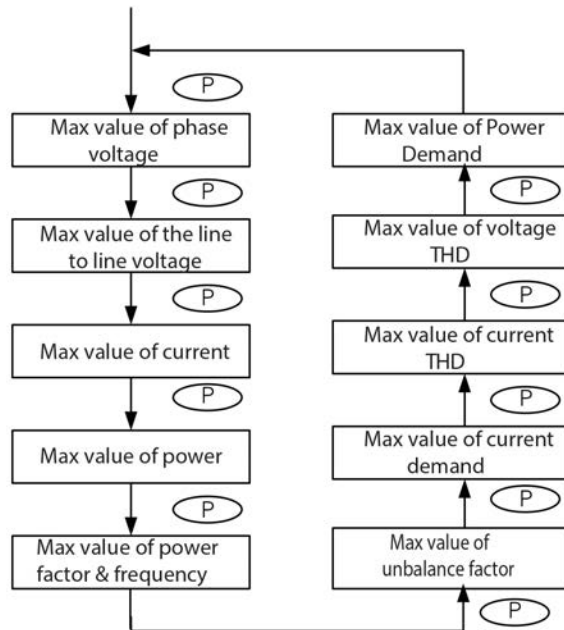 P
Max value of phase
voltage
P
Max value of the line
to line voltage
P
Max value of current
P
Max value of power
P
Max value of power
factor & frequency
P
Max value of
unbalance factor
P
Max value of current
demand
P
Max value of current
THD
P
Max value of voltage
THD
P
Max value of Power
Demand